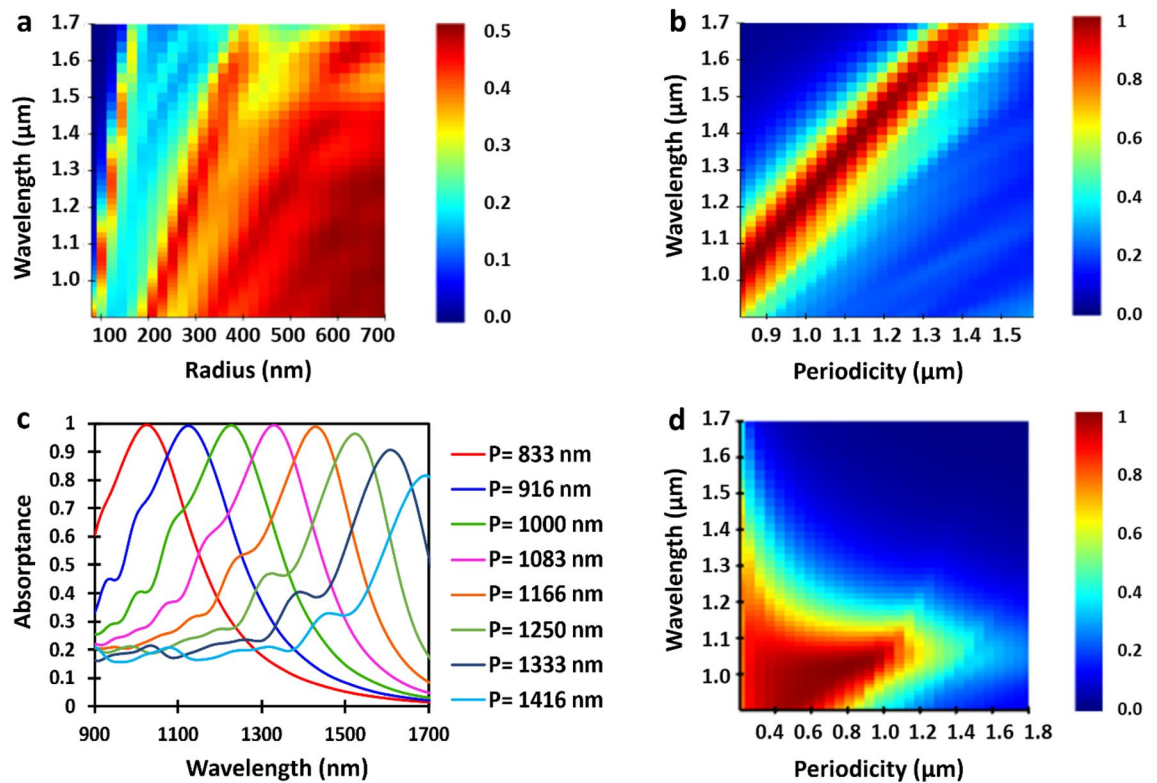 a
Wavelength (μm)
1.7
1.6
1.5
1.4
1.3
1.2
1.1
1.0
100 200 300 400 500 600 700
Radius (nm)
0.5
0.4
0.3
0.2
0.1
0.0
b
Wavelength (μm)
1.7
1.6
1.5
1.4
1.3
1.2
1.1
1.0
0.9 1.0 1.1 1.2 1.3 1.4 1.5
Periodicity (μm)
1
0.8
0.6
0.4
0.2
0.0
c
Absorptance
1
0.9
0.8
0.7
0.6
0.5
0.4
0.3
0.2
0.1
0
900 1100 1300 1500 1700
Wavelength (nm)
P= 833 nm
P= 916 nm
P= 1000 nm
P= 1083 nm
P= 1166 nm
P= 1250 nm
P= 1333 nm
P= 1416 nm
d
Wavelength (μm)
1.7
1.6
1.5
1.4
1.3
1.2
1.1
1.0
0.4 0.6 0.8 1.0 1.2 1.4 1.6 1.8
Periodicity (μm)
1
0.8
0.6
0.4
0.2
0.0